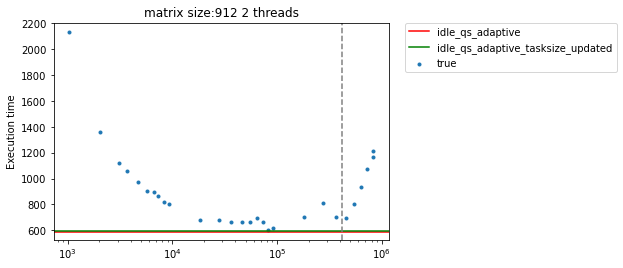 matrix size:912 2 threads
Execution time
2200
2000
1800
1600
1400
1200
1000
800
600
10³
10⁴
10⁵
10⁶
idle_qs_adaptive
idle_qs_adaptive_tasksize_updated
true